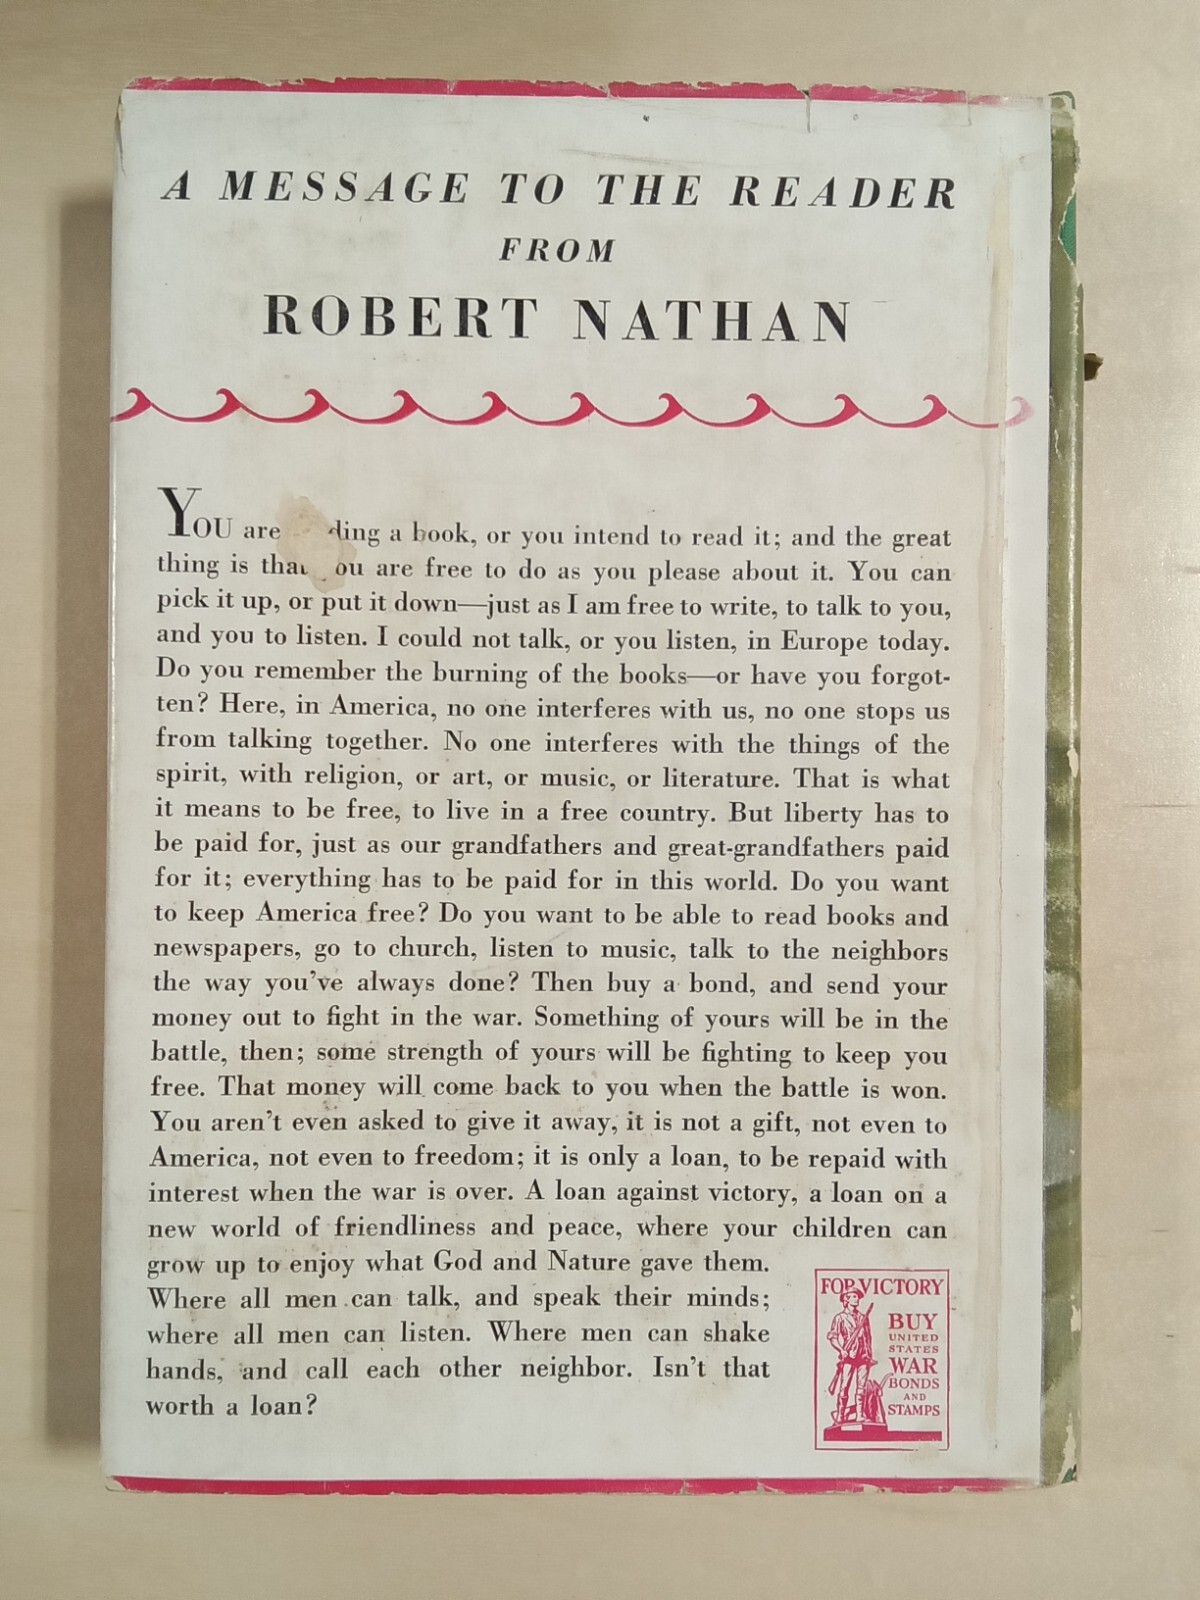 A MESSAGE TO THE READER
FROM
ROBERT NATHAN
YOU are ding a book, or you intend to read it; and the great
thing is that ou are free to do as you please about it. You can
pick it up, or put it down—just as I am free to write, to talk to you,
and you to listen. I could not talk, or you listen, in Europe today.
Do you remember the burning of the books—or have you forgot-
ten? Here, in America, no one interferes with us, no one stops us
from talking together. No one interferes with the things of the
spirit, with religion, or art, or music, or literature. That is what
it means to be free, to live in a free country. But liberty has to
be paid for, just as our grandfathers and great-grandfathers paid
for it; everything has to be paid for in this world. Do you want
to keep America free? Do you want to be able to read books and
newspapers, go to church, listen to music, talk to the neighbors
the way you've always done? Then buy a bond, and send your
money out to fight in the war. Something of yours will be in the
battle, then; some strength of yours will be fighting to keep you
free. That money will come back to you when the battle is won.
You aren't even asked to give it away, it is not a gift, not even to
America, not even to freedom; it is only a loan, to be repaid with
interest when the war is over. A loan against victory, a loan on a
new world of friendliness and peace, where your children can
grow up to enjoy what God and Nature gave them.
Where all men can talk, and speak their minds;
where all men can listen. Where men can shake
hands, and call each other neighbor. Isn't that
worth a loan?
FOR VICTORY
BUY
UNITED
STATES
WAR
BONDS
AND
STAMPS